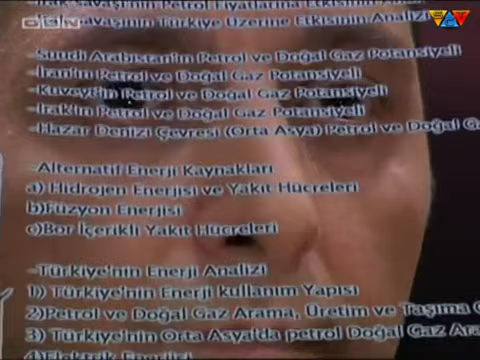 Savaşının Petrol Fiyatlarına Etkisinin
Savaşının Türkiye Üzerine Etkisinin Analizi
-Suudi Arabistan'ın Petrol ve Doğal Gaz Potansiyeli
-İran'ın Petrol ve Doğal Gaz Potansiyeli
-Kuveyt'in Petrol ve Doğal Gaz Potansiyeli
-Irak'ın Petrol ve Doğal Gaz Potansiyeli
-Hazar Denizi Çevresi (Orta Asya) Petrol ve Doğal
-Alternatif Enerji Kaynakları
a) Hidrojen Enerjisi ve Yakıt Hücreleri
b)Füzyon Enerjisi
c)Bor İçerikli Yakıt Hücreleri
-Türkiye'nin Enerji Analizi
1) Türkiye'nin Enerji kullanım Yapısı
2)Petrol ve Doğal Gaz Arama, Üretim ve Taşıma
3) Türkiye'nin Orta Asya'da petrol Doğal Gaz
4)Elektrik Enerjisi